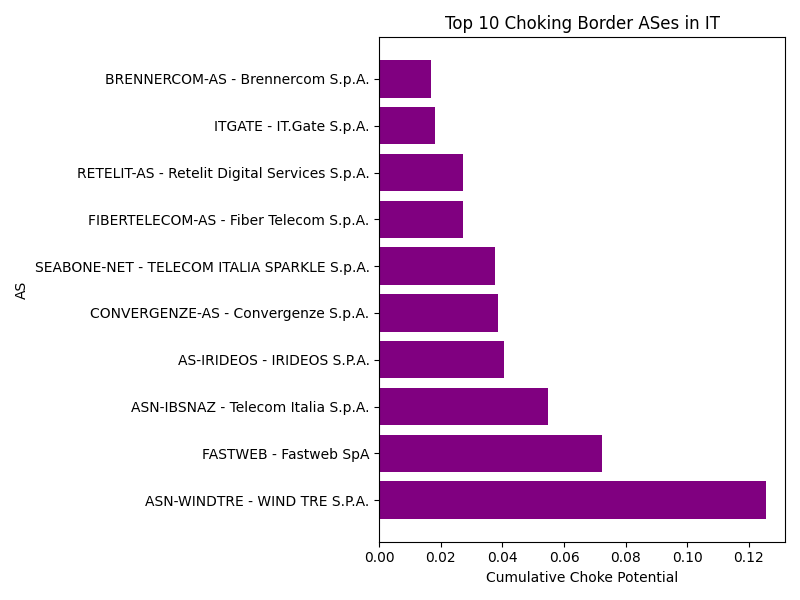 Top 10 Choking Border ASes in IT
BRENNERCOM-AS - Brennercom S.p.A.
ITGATE - IT.Gate S.p.A.
RETELIT-AS - Retelit Digital Services S.p.A.
FIBERTELECOM-AS - Fiber Telecom S.p.A.
SEABONE-NET - TELECOM ITALIA SPARKLE S.p.A.
CONVERGENZE-AS - Convergenze S.p.A.
AS-IRIDEOS - IRIDEOS S.P.A.
ASN-IBSNAZ - Telecom Italia S.p.A.
FASTWEB - Fastweb SpA
ASN-WINDTRE - WIND TRE S.P.A.
AS
0.00 0.02 0.04 0.06 0.08 0.10 0.12
Cumulative Choke Potential